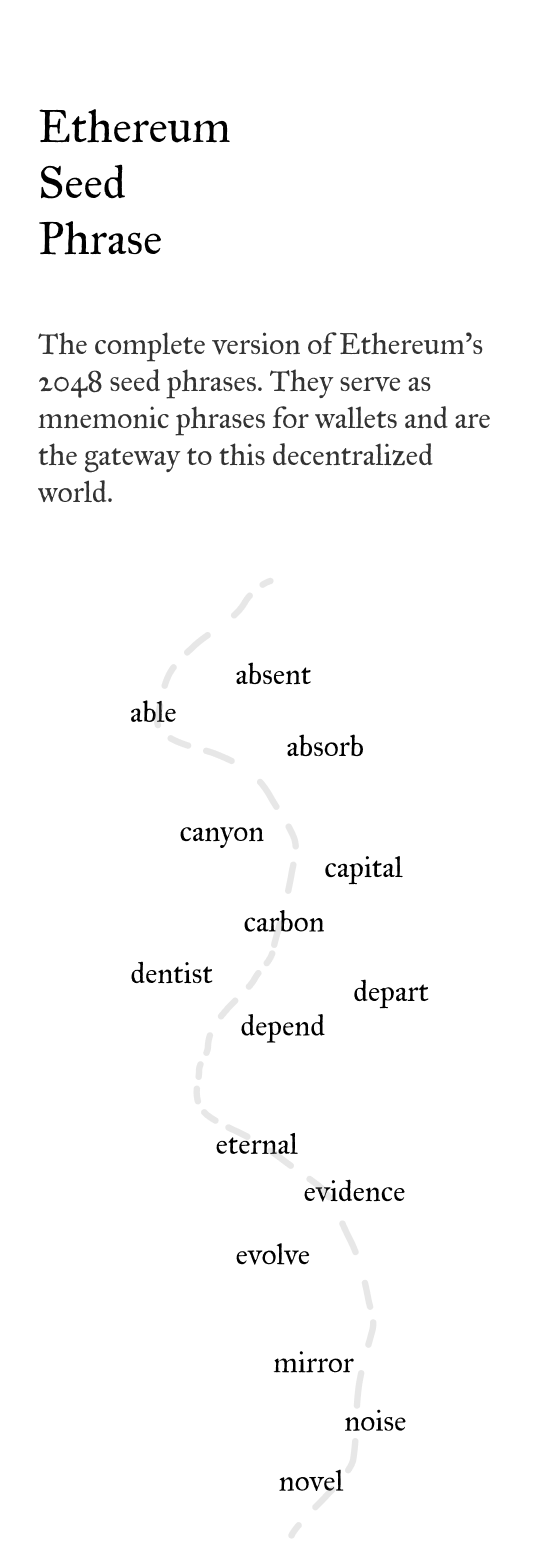 Ethereum
Seed
Phrase
The complete version of Ethereum’s
2048 seed phrases. They serve as
mnemonic phrases for wallets and are
the gateway to this decentralized
world.
absent
able
absorb
canyon
capital
carbon
dentist
depart
depend
eternal
evidence
evolve
mirror
noise
novel